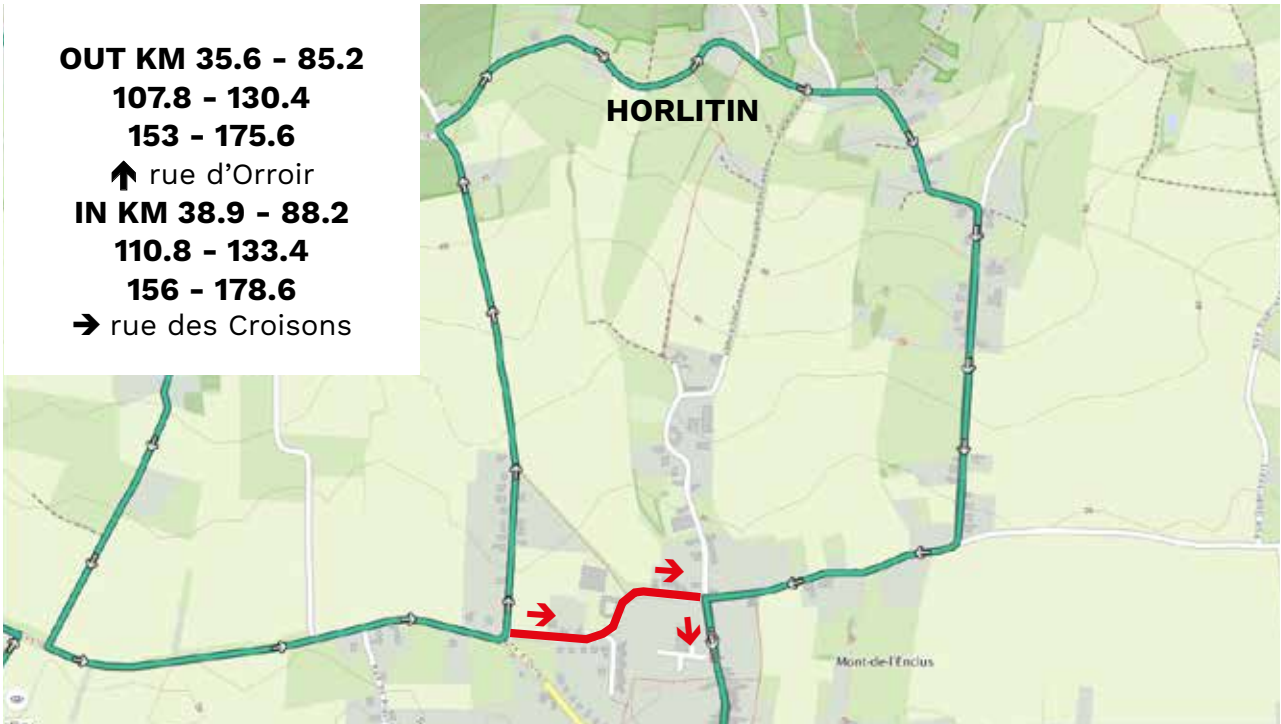 OUT KM 35.6 - 85.2
107.8 - 130.4
153 - 175.6
↑ rue d'Orroir
IN KM 38.9 - 88.2
110.8 - 133.4
156 - 178.6
→ rue des Croisons
HORLITIN
Mont-de-l'Enclus